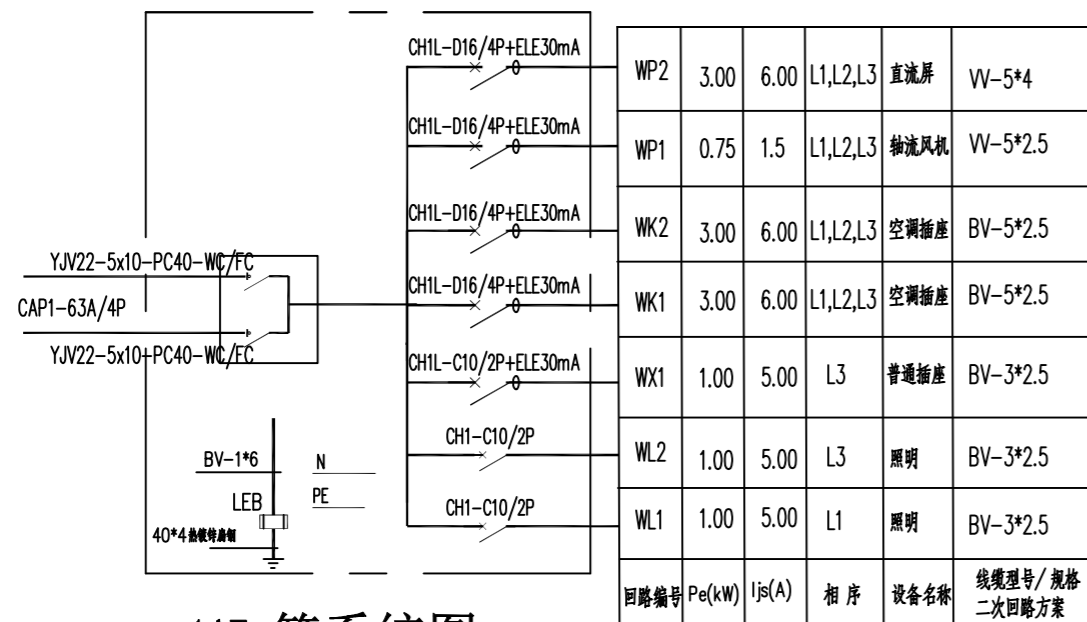 CH1L-D16/4P+ELE30mA
WP2 3.00 6.00 L1,L2,L3 直流屏 VV-5*4
CH1L-D16/4P+ELE30mA
WP1 0.75 1.5 L1,L2,L3 轴流风机 VV-5*2.5
CH1L-D16/4P+ELE30mA
WK2 3.00 6.00 L1,L2,L3 空调插座 BV-5*2.5
YJV22-5x10-PC40-WC/FC
CH1L-D16/4P+ELE30mA
CAP1-63A/4P
WK1 3.00 6.00 L1,L2,L3 空调插座 BV-5*2.5
YJV22-5x10-PC40-WC/FC
CH1L-C10/2P+ELE30mA
WX1 1.00 5.00 L3 普通插座 BV-3*2.5
CH1-C10/2P
WL2 1.00 5.00 L3 照明 BV-3*2.5
BV-1*6
N
LEB
PE
CH1-C10/2P
WL1 1.00 5.00 L1 照明 BV-3*2.5
40*4热镀锌扁钢
回路编号 Pe(kW) Ijs(A) 相序 设备名称 线缆型号/规格
二次回路方案